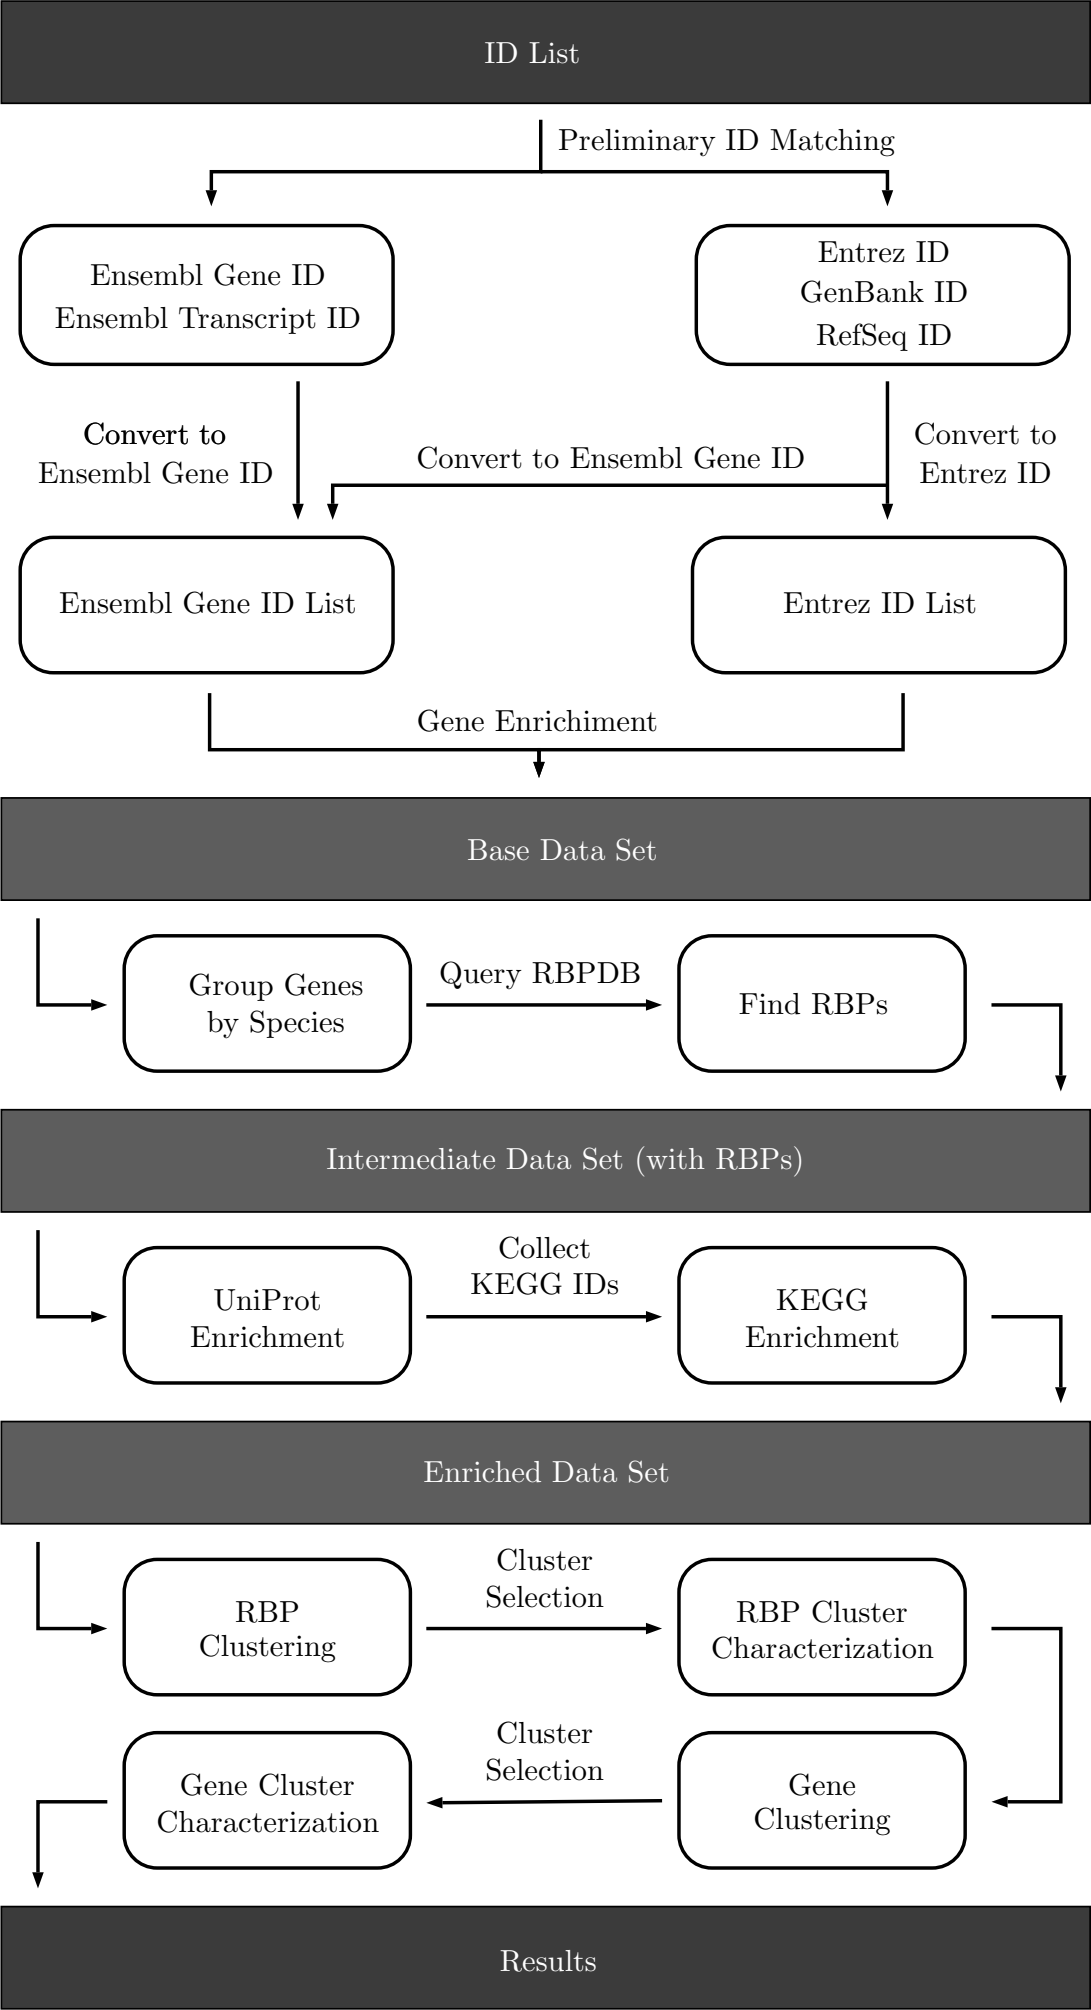 ID List
Preliminary ID Matching
Ensembl Gene ID
Ensembl Transcript ID
Entrez ID
GenBank ID
RefSeq ID
Convert to
Ensembl Gene ID
Convert to Ensembl Gene ID
Convert to
Entrez ID
Ensembl Gene ID List
Entrez ID List
Gene Enrichiment
Base Data Set
Group Genes
by Species
Query RBPDB
Find RBPs
Intermediate Data Set (with RBPs)
UniProt
Enrichment
Collect
KEGG IDs
KEGG
Enrichment
Enriched Data Set
RBP
Clustering
Cluster
Selection
RBP Cluster
Characterization
Gene Cluster
Characterization
Cluster
Selection
Gene
Clustering
Results